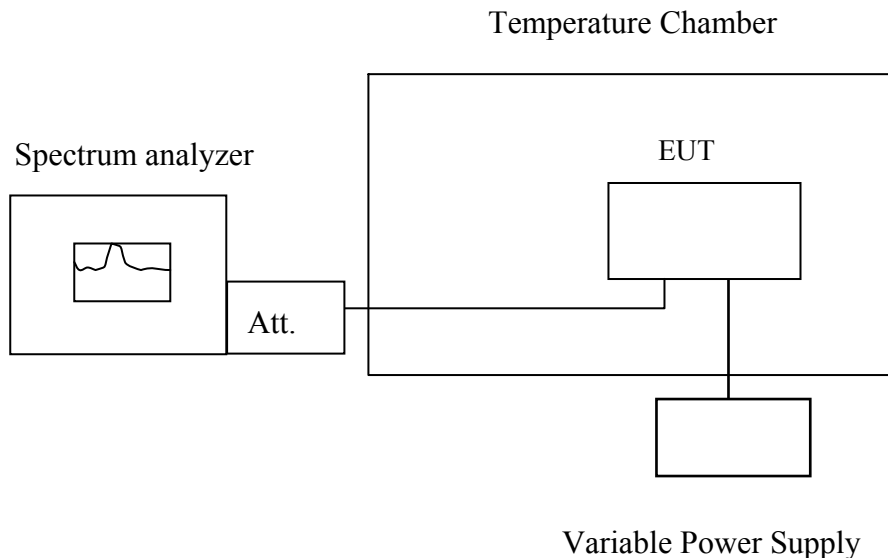 Temperature Chamber
Spectrum analyzer
EUT
Att.
Variable Power Supply